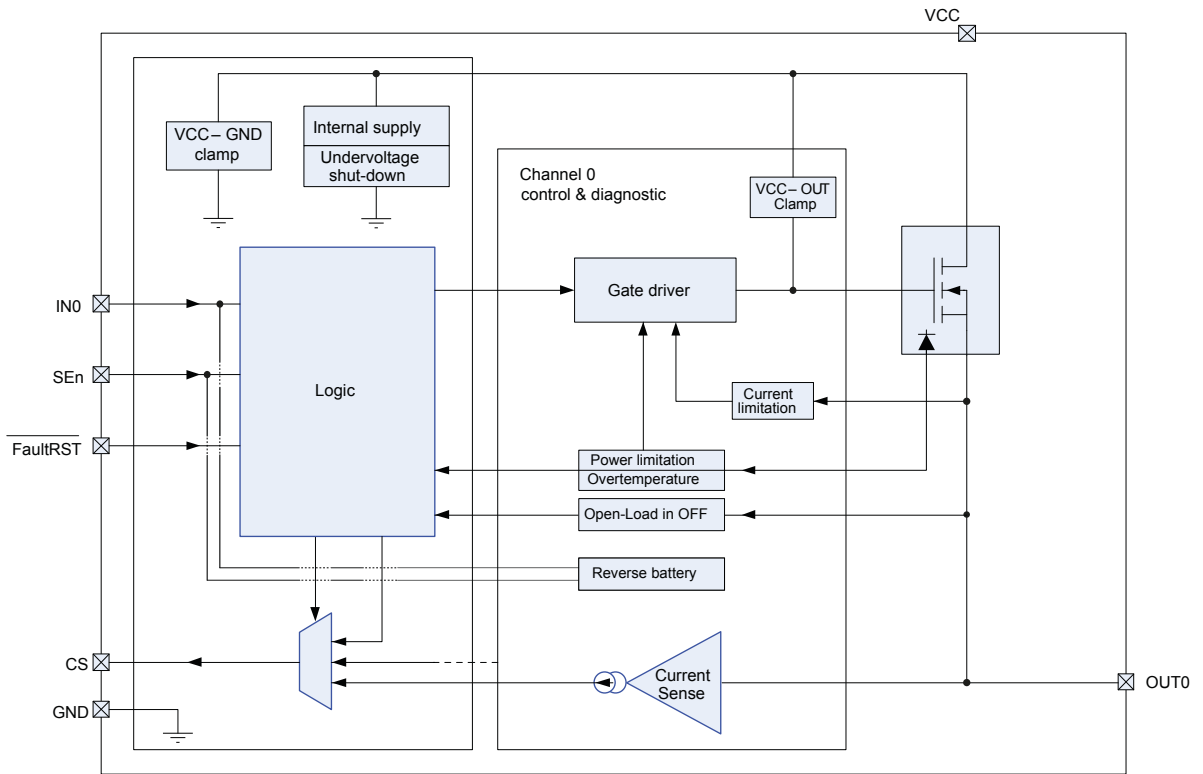 VCC
VCC – GND
clamp
Internal supply
Undervoltage
shut-down
Channel 0
control & diagnostic
VCC – OUT
Clamp
Gate driver
IN0
SEn
FaultRST
Logic
Current
limitation
Power limitation
Overtemperature
Open-Load in OFF
Reverse battery
CS
Current
Sense
GND
OUT0